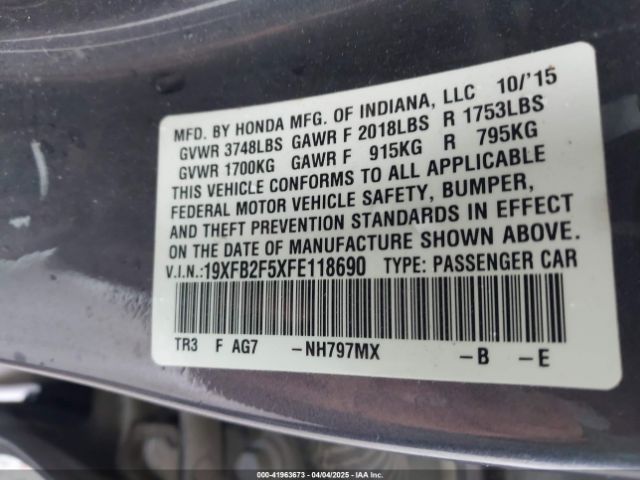 MFD. BY HONDA MFG. OF INDIANA, LLC 10/'15
GVWR 3748LBS GAWR F 2018LBS R 1753LBS
GVWR 1700KG GAWR F 915KG R 795KG
THIS VEHICLE CONFORMS TO ALL APPLICABLE
FEDERAL MOTOR VEHICLE SAFETY, BUMPER,
AND THEFT PREVENTION STANDARDS IN EFFECT
ON THE DATE OF MANUFACTURE SHOWN ABOVE.
V.I.N.:19XFB2F5XFE118690 TYPE: PASSENGER CAR
TR3 F AG7 –NH797MX –B –E
000-41963673 - 04/04/2025 - IAAI.COM